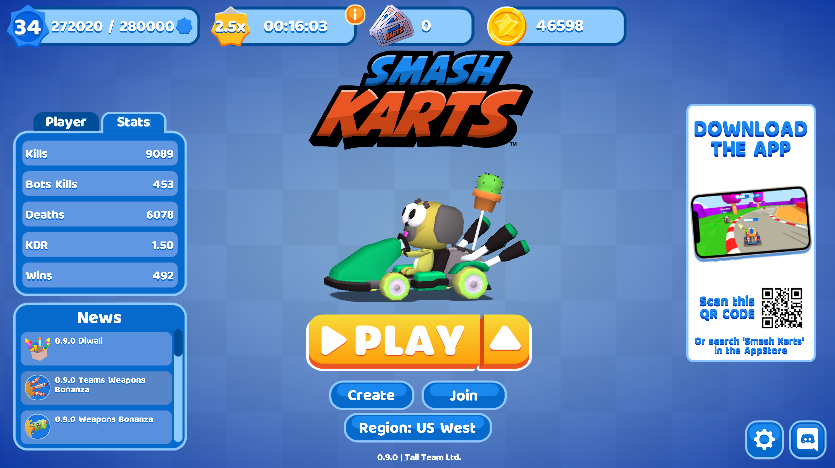 34
272020 / 280000
2.5x
00:16:03
i
0
46598
SMASH
KARTS
TM
Player
Stats
Kills 9089
Bots Kills 453
Deaths 6078
KDR 1.50
Wins 492
News
0.9.0 Diwali
0.9.0 Teams Weapons
Bonanza
0.9.0 Weapons Bonanza
PLAY
Create
Join
Region: US West
0.9.0 | Tall Team Ltd.
DOWNLOAD
THE APP
Scan this
QR CODE
Or search 'Smash Karts'
in the AppStore